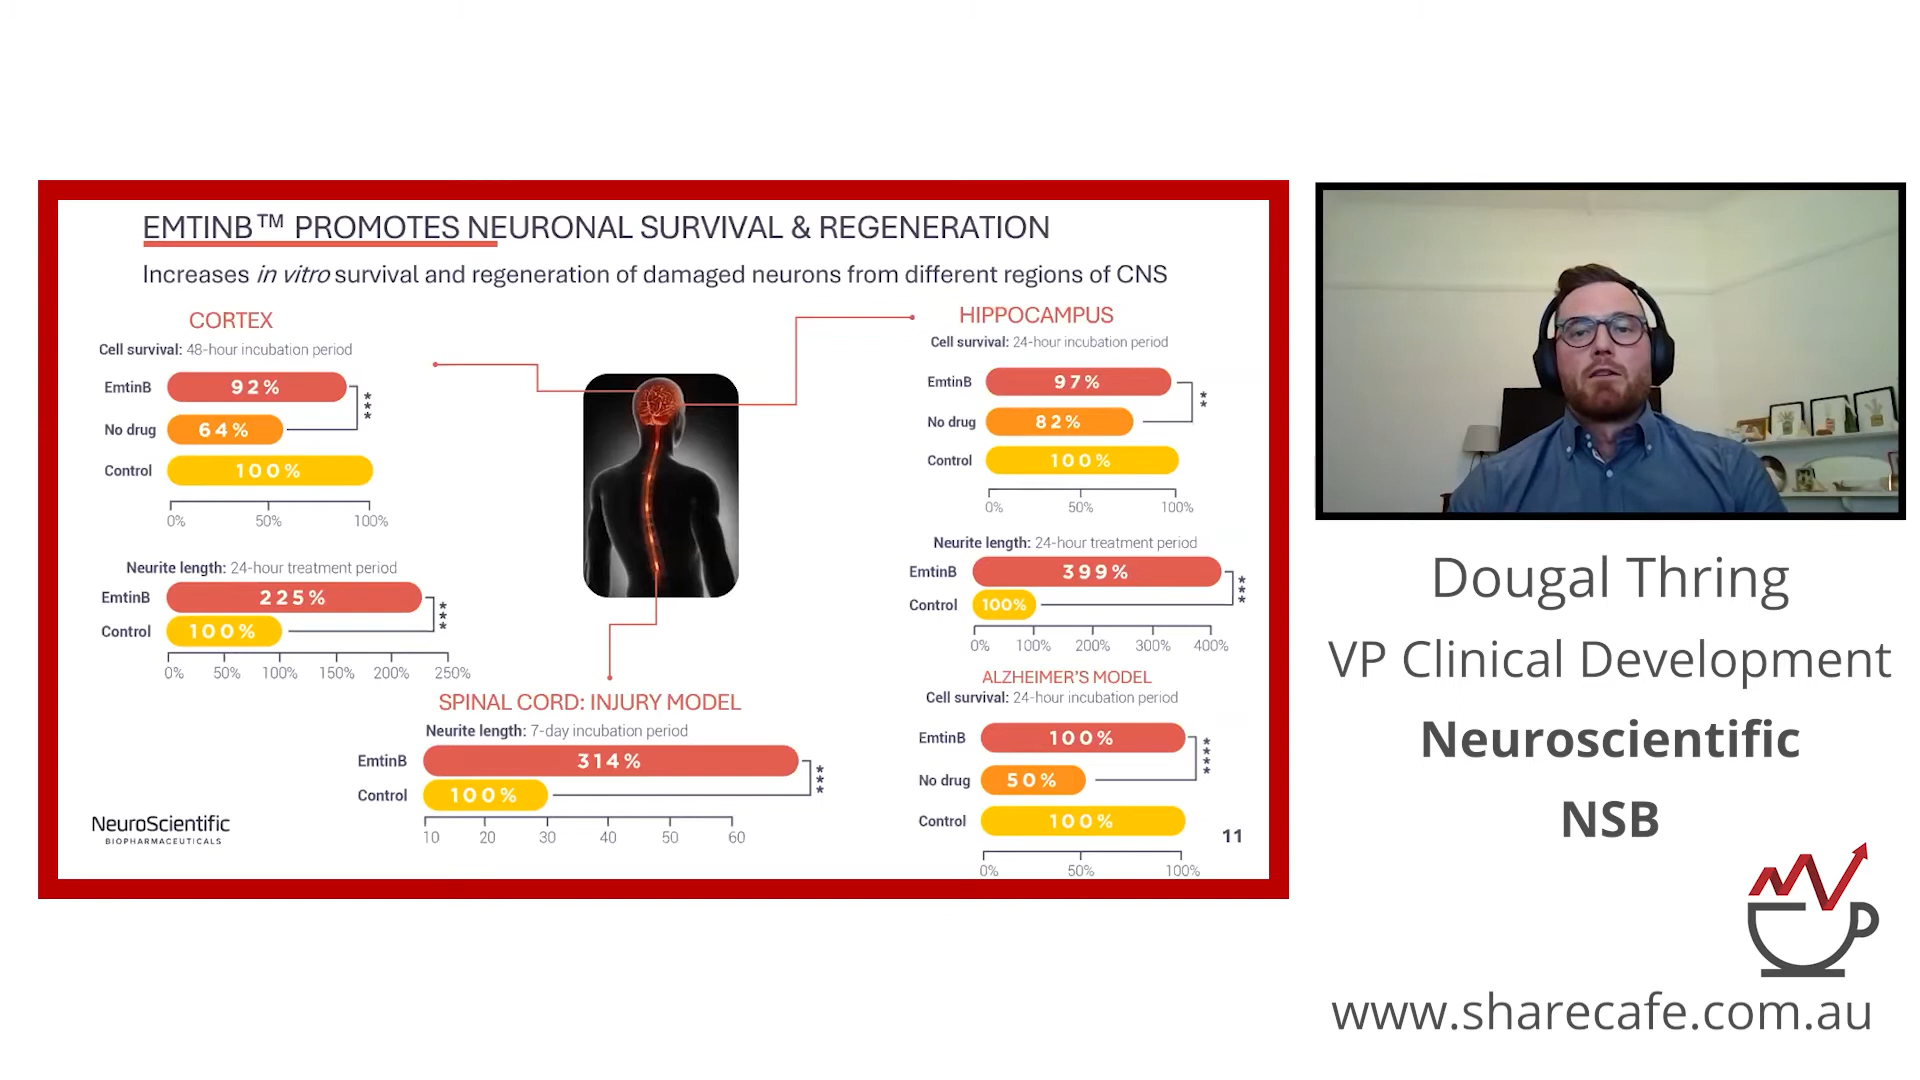 EMTINB™ PROMOTES NEURONAL SURVIVAL & REGENERATION
Increases in vitro survival and regeneration of damaged neurons from different regions of CNS
CORTEX
Cell survival: 48-hour incubation period
EmtinB 92%
***
No drug 64%
Control 100%
0% 50% 100%
Neurite length: 24-hour treatment period
EmtinB 225%
***
Control 100%
0% 50% 100% 150% 200% 250%
SPINAL CORD: INJURY MODEL
Neurite length: 7-day incubation period
EmtinB 314%
***
Control 100%
10 20 30 40 50 60
HIPPOCAMPUS
Cell survival: 24-hour incubation period
EmtinB 97%
**
No drug 82%
Control 100%
0% 50% 100%
Neurite length: 24-hour treatment period
EmtinB 399%
***
Control 100%
0% 100% 200% 300% 400%
ALZHEIMER'S MODEL
Cell survival: 24-hour incubation period
EmtinB 100%
****
No drug 50%
Control 100%
0% 50% 100%
NeuroScientific
BIOPHARMACEUTICALS
11
Dougal Thring
VP Clinical Development
Neuroscientific
NSB
www.sharecafe.com.au